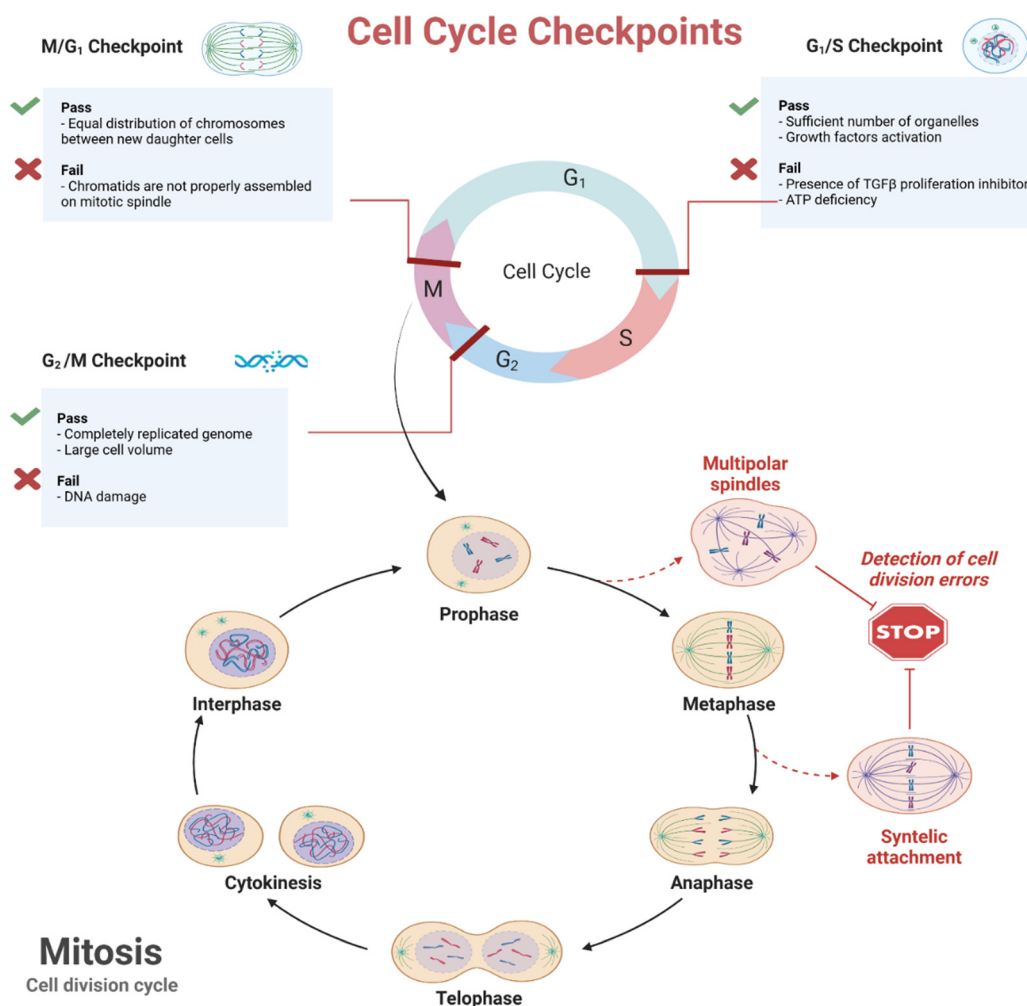 Cell Cycle Checkpoints
M/G₁ Checkpoint
Pass
- Equal distribution of chromosomes
between new daughter cells
Fail
- Chromatids are not properly assembled
on mitotic spindle
G₁/S Checkpoint
Pass
- Sufficient number of organelles
- Growth factors activation
Fail
- Presence of TGFβ proliferation inhibitor
- ATP deficiency
G₁
Cell Cycle
M
S
G₂
G₂/M Checkpoint
Pass
- Completely replicated genome
- Large cell volume
Fail
- DNA damage
Multipolar
spindles
Detection of cell
division errors
STOP
Prophase
Interphase
Metaphase
Syntelic
attachment
Cytokinesis
Anaphase
Telophase
Mitosis
Cell division cycle